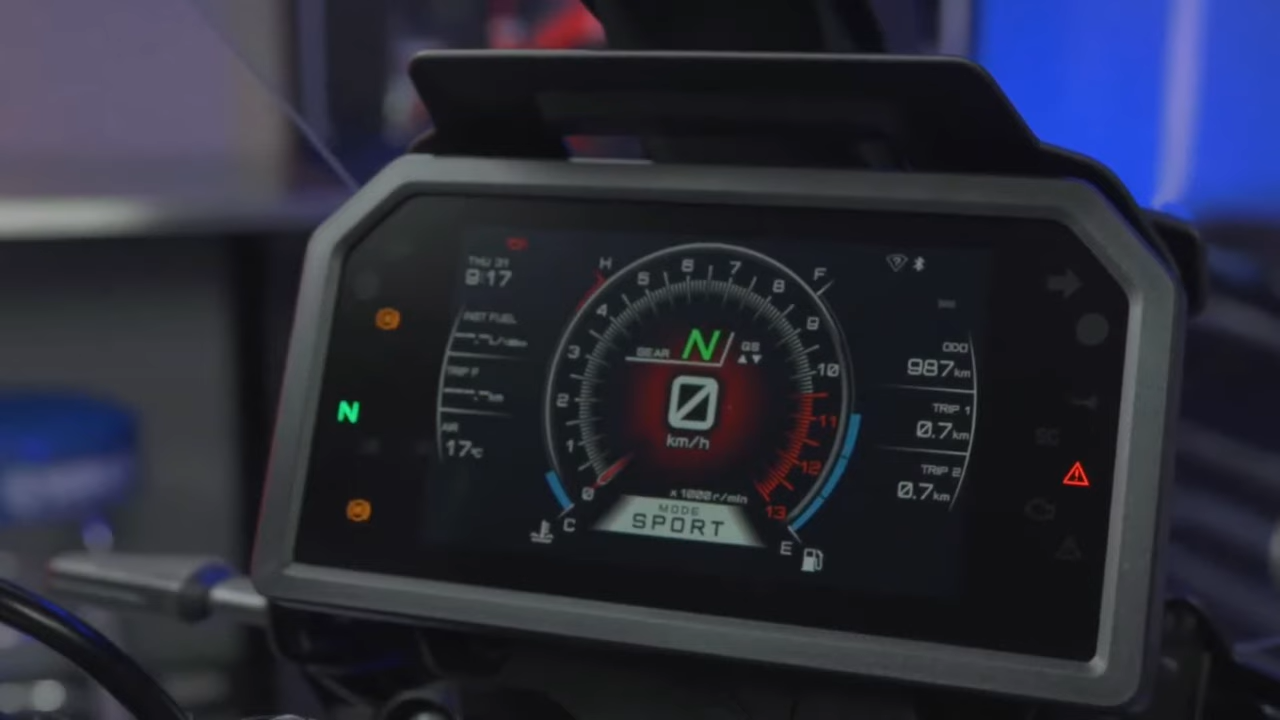 THU 31
9:17
INST FUEL
--.-L/
TRIP F
--.-km
AIR
17℃
H
F
0
1
2
3
4
5
6
7
8
9
10
11
12
13
GEAR N QS
0
km/h
x1000r/min
MODE
SPORT
C
E
ODO
987km
TRIP 1
0.7km
TRIP 2
0.7km
N